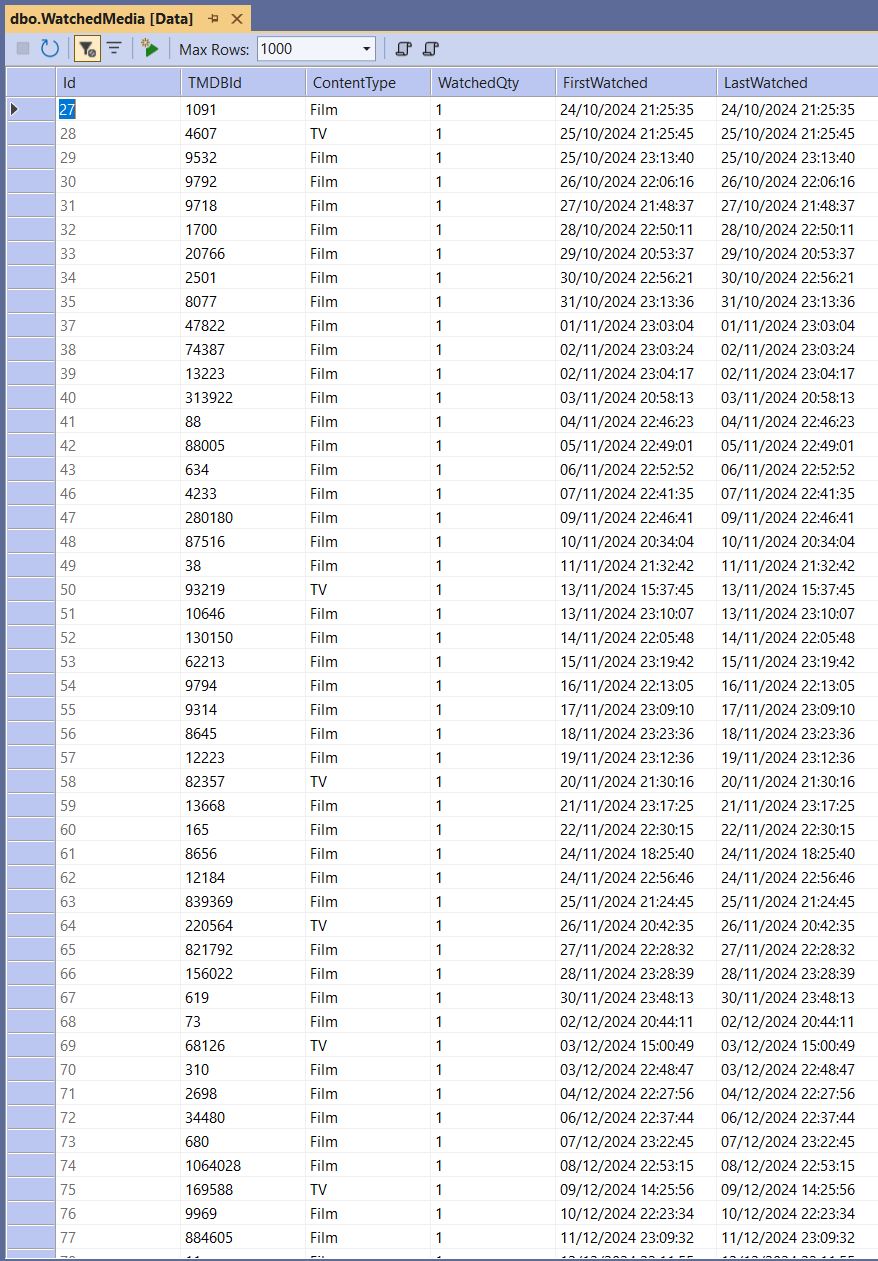 dbo.WatchedMedia [Data]
Max Rows: 1000
Id TMDBId ContentType WatchedQty FirstWatched LastWatched
27 1091 Film 1 24/10/2024 21:25:35 24/10/2024 21:25:35
28 4607 TV 1 25/10/2024 21:25:45 25/10/2024 21:25:45
29 9532 Film 1 25/10/2024 23:13:40 25/10/2024 23:13:40
30 9792 Film 1 26/10/2024 22:06:16 26/10/2024 22:06:16
31 9718 Film 1 27/10/2024 21:48:37 27/10/2024 21:48:37
32 1700 Film 1 28/10/2024 22:50:11 28/10/2024 22:50:11
33 20766 Film 1 29/10/2024 20:53:37 29/10/2024 20:53:37
34 2501 Film 1 30/10/2024 22:56:21 30/10/2024 22:56:21
35 8077 Film 1 31/10/2024 23:13:36 31/10/2024 23:13:36
37 47822 Film 1 01/11/2024 23:03:04 01/11/2024 23:03:04
38 74387 Film 1 02/11/2024 23:03:24 02/11/2024 23:03:24
39 13223 Film 1 02/11/2024 23:04:17 02/11/2024 23:04:17
40 313922 Film 1 03/11/2024 20:58:13 03/11/2024 20:58:13
41 88 Film 1 04/11/2024 22:46:23 04/11/2024 22:46:23
42 88005 Film 1 05/11/2024 22:49:01 05/11/2024 22:49:01
43 634 Film 1 06/11/2024 22:52:52 06/11/2024 22:52:52
46 4233 Film 1 07/11/2024 22:41:35 07/11/2024 22:41:35
47 280180 Film 1 09/11/2024 22:46:41 09/11/2024 22:46:41
48 87516 Film 1 10/11/2024 20:34:04 10/11/2024 20:34:04
49 38 Film 1 11/11/2024 21:32:42 11/11/2024 21:32:42
50 93219 TV 1 13/11/2024 15:37:45 13/11/2024 15:37:45
51 10646 Film 1 13/11/2024 23:10:07 13/11/2024 23:10:07
52 130150 Film 1 14/11/2024 22:05:48 14/11/2024 22:05:48
53 62213 Film 1 15/11/2024 23:19:42 15/11/2024 23:19:42
54 9794 Film 1 16/11/2024 22:13:05 16/11/2024 22:13:05
55 9314 Film 1 17/11/2024 23:09:10 17/11/2024 23:09:10
56 8645 Film 1 18/11/2024 23:23:36 18/11/2024 23:23:36
57 12223 Film 1 19/11/2024 23:12:36 19/11/2024 23:12:36
58 82357 TV 1 20/11/2024 21:30:16 20/11/2024 21:30:16
59 13668 Film 1 21/11/2024 23:17:25 21/11/2024 23:17:25
60 165 Film 1 22/11/2024 22:30:15 22/11/2024 22:30:15
61 8656 Film 1 24/11/2024 18:25:40 24/11/2024 18:25:40
62 12184 Film 1 24/11/2024 22:56:46 24/11/2024 22:56:46
63 839369 Film 1 25/11/2024 21:24:45 25/11/2024 21:24:45
64 220564 TV 1 26/11/2024 20:42:35 26/11/2024 20:42:35
65 821792 Film 1 27/11/2024 22:28:32 27/11/2024 22:28:32
66 156022 Film 1 28/11/2024 23:28:39 28/11/2024 23:28:39
67 619 Film 1 30/11/2024 23:48:13 30/11/2024 23:48:13
68 73 Film 1 02/12/2024 20:44:11 02/12/2024 20:44:11
69 68126 TV 1 03/12/2024 15:00:49 03/12/2024 15:00:49
70 310 Film 1 03/12/2024 22:48:47 03/12/2024 22:48:47
71 2698 Film 1 04/12/2024 22:27:56 04/12/2024 22:27:56
72 34480 Film 1 06/12/2024 22:37:44 06/12/2024 22:37:44
73 680 Film 1 07/12/2024 23:22:45 07/12/2024 23:22:45
74 1064028 Film 1 08/12/2024 22:53:15 08/12/2024 22:53:15
75 169588 TV 1 09/12/2024 14:25:56 09/12/2024 14:25:56
76 9969 Film 1 10/12/2024 22:23:34 10/12/2024 22:23:34
77 884605 Film 1 11/12/2024 23:09:32 11/12/2024 23:09:32